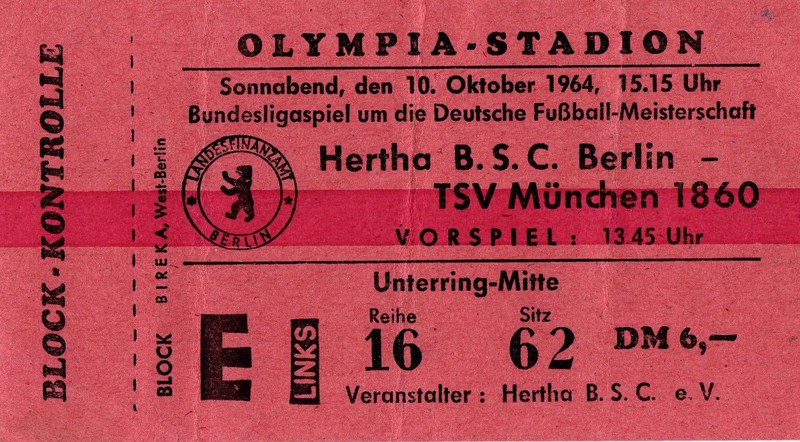 BLOCK-KONTROLLE
BIREKA, West-Berlin
OLYMPIA-STADION
Sonnabend, den 10. Oktober 1964, 15.15 Uhr
Bundesligaspiel um die Deutsche Fußball-Meisterschaft
LANDESFINANZAMT
BERLIN
Hertha B.S.C. Berlin –
TSV München 1860
VORSPIEL: 13 45 Uhr
Unterring-Mitte
BLOCK E LINKS
Reihe 16
Sitz 62
DM 6,—
Veranstalter: Hertha B.S.C. e.V.